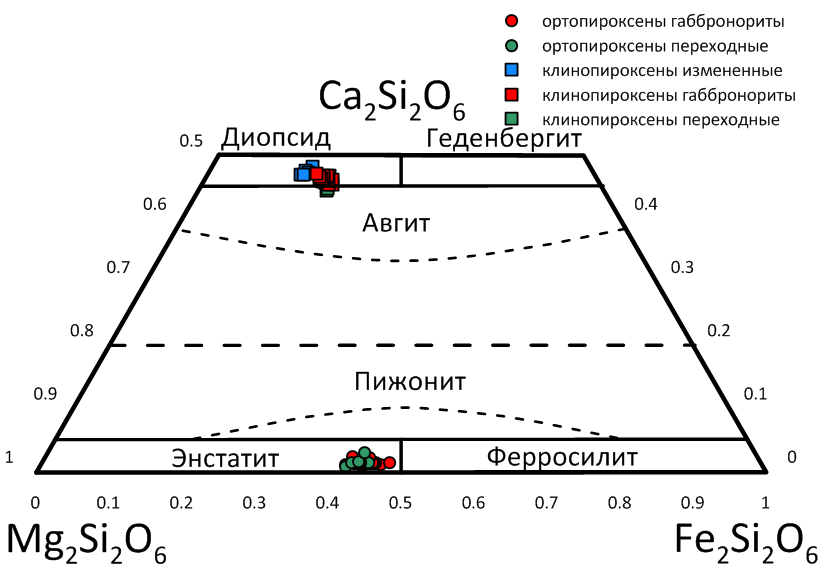 ортопироксены габбронориты
ортопироксены переходные
клинопироксены измененные
клинопироксены габбронориты
клинопироксены переходные
Ca2Si2O6
0.5 Диопсид Геденбергит
0.6 0.4
Авгит
0.7 0.3
0.8 0.2
Пижонит
0.9 0.1
1 Энстатит Ферросилит 0
0 0.1 0.2 0.3 0.4 0.5 0.6 0.7 0.8 0.9 1
Mg2Si2O6 Fe2Si2O6